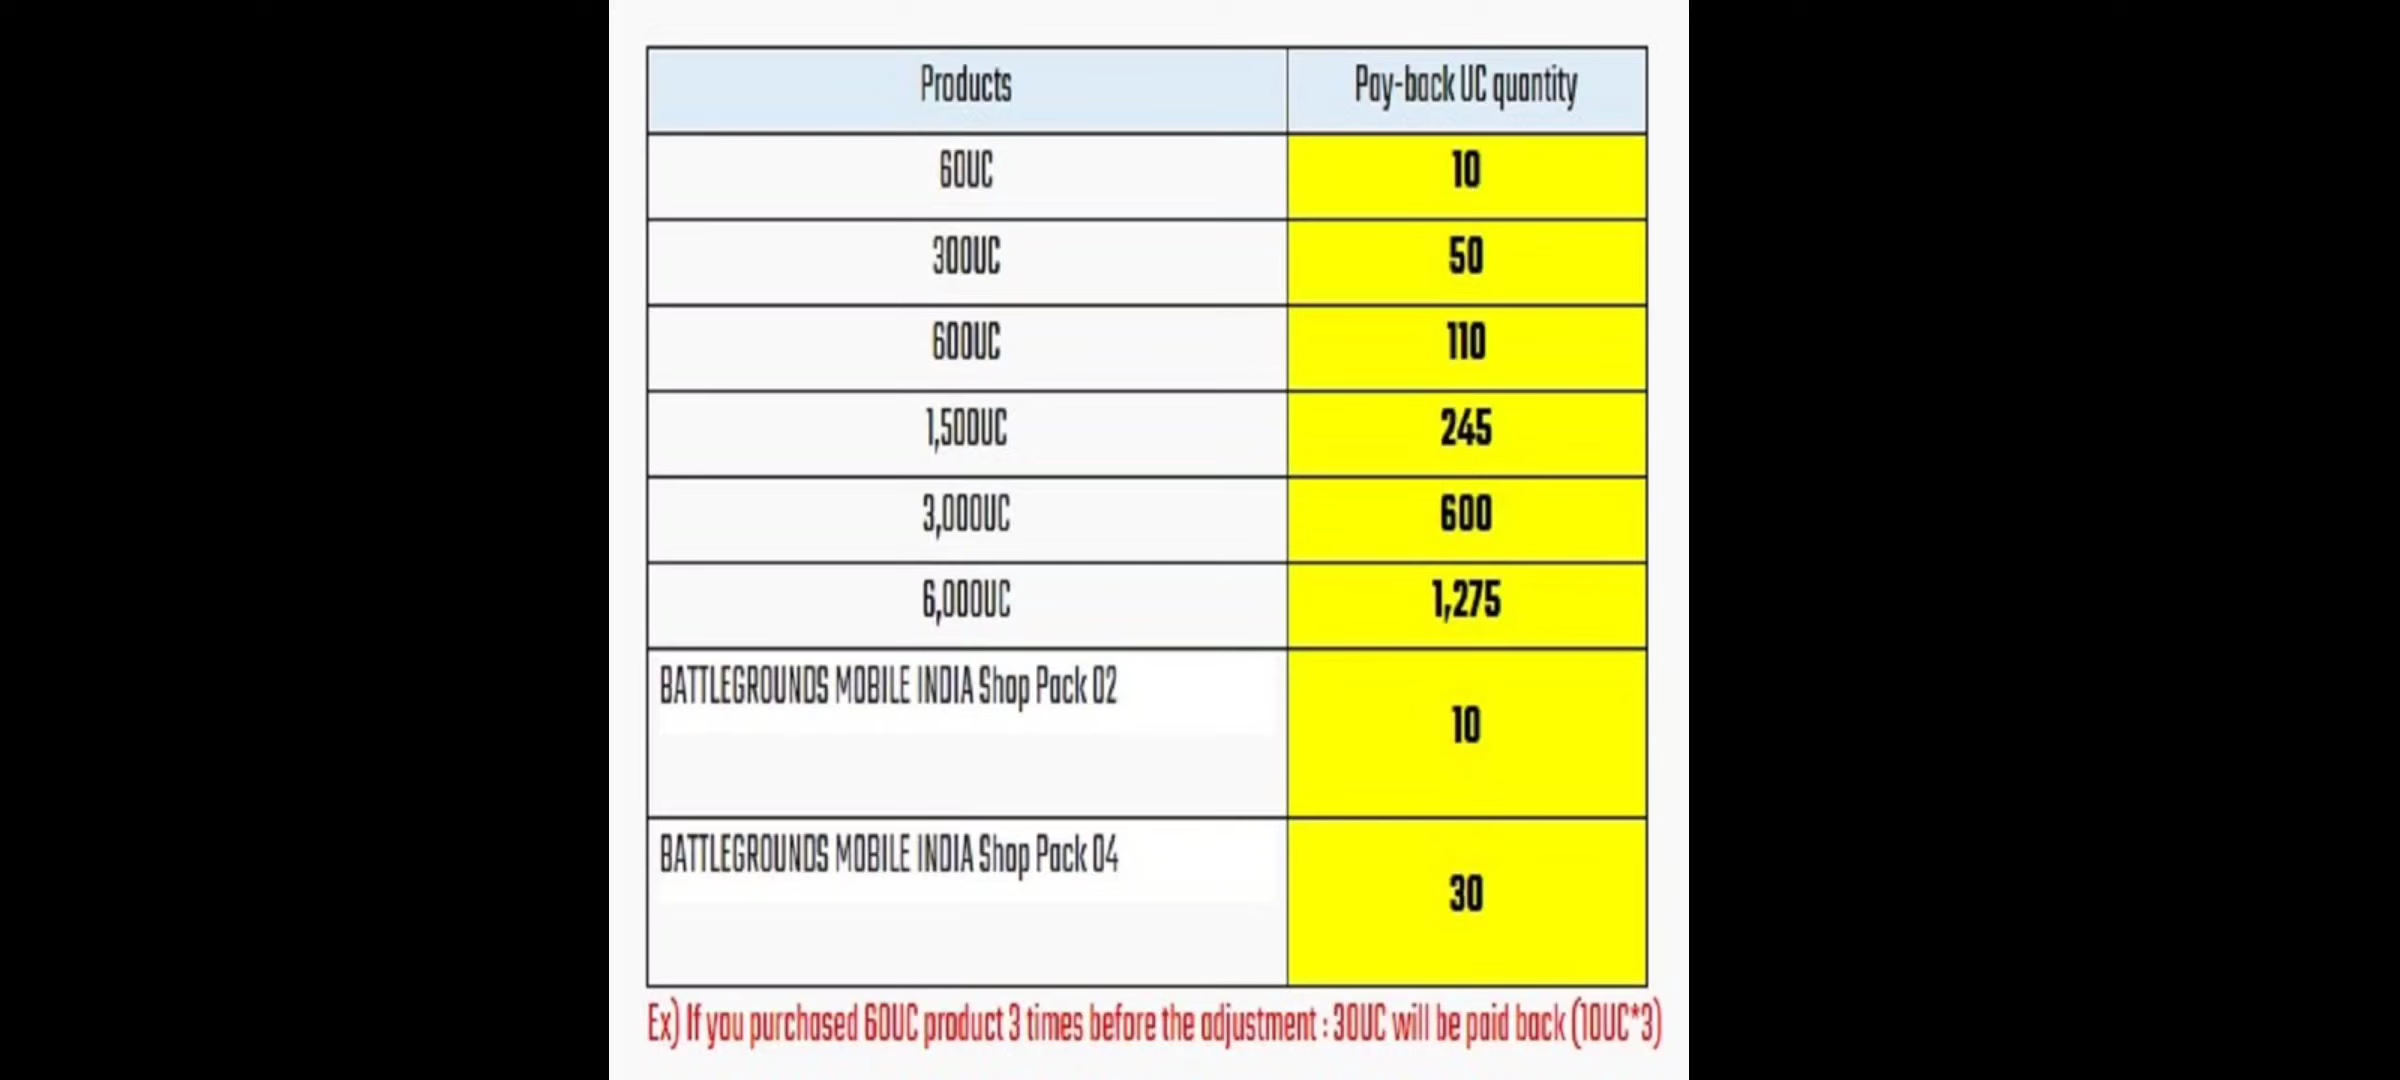 Products Pay-back UC quantity
60UC 10
300UC 50
600UC 110
1,500UC 245
3,000UC 600
6,000UC 1,275
BATTLEGROUNDS MOBILE INDIA Shop Pack 02 10
BATTLEGROUNDS MOBILE INDIA Shop Pack 04 30
Ex) If you purchased 60UC product 3 times before the adjustment : 30UC will be paid back (10UC*3)